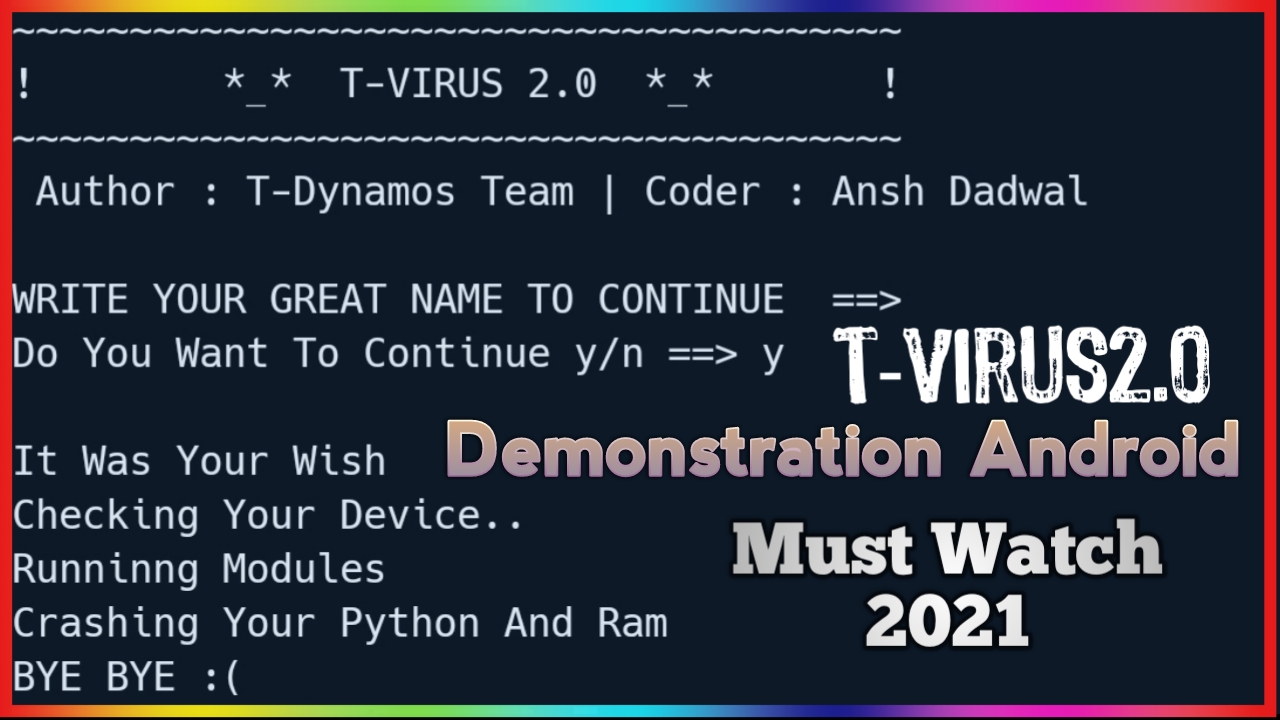 ~~~~~~~~~~~~~~~~~~~~~~~~~~~~~~~~~~~~~~
! *_* T-VIRUS 2.0 *_* !
~~~~~~~~~~~~~~~~~~~~~~~~~~~~~~~~~~~~~~
Author : T-Dynamos Team | Coder : Ansh Dadwal
WRITE YOUR GREAT NAME TO CONTINUE ==>
Do You Want To Continue y/n ==> y
T-VIRUS2.0
Demonstration Android
It Was Your Wish
Checking Your Device..
Must Watch
2021
Runninng Modules
Crashing Your Python And Ram
BYE BYE :(